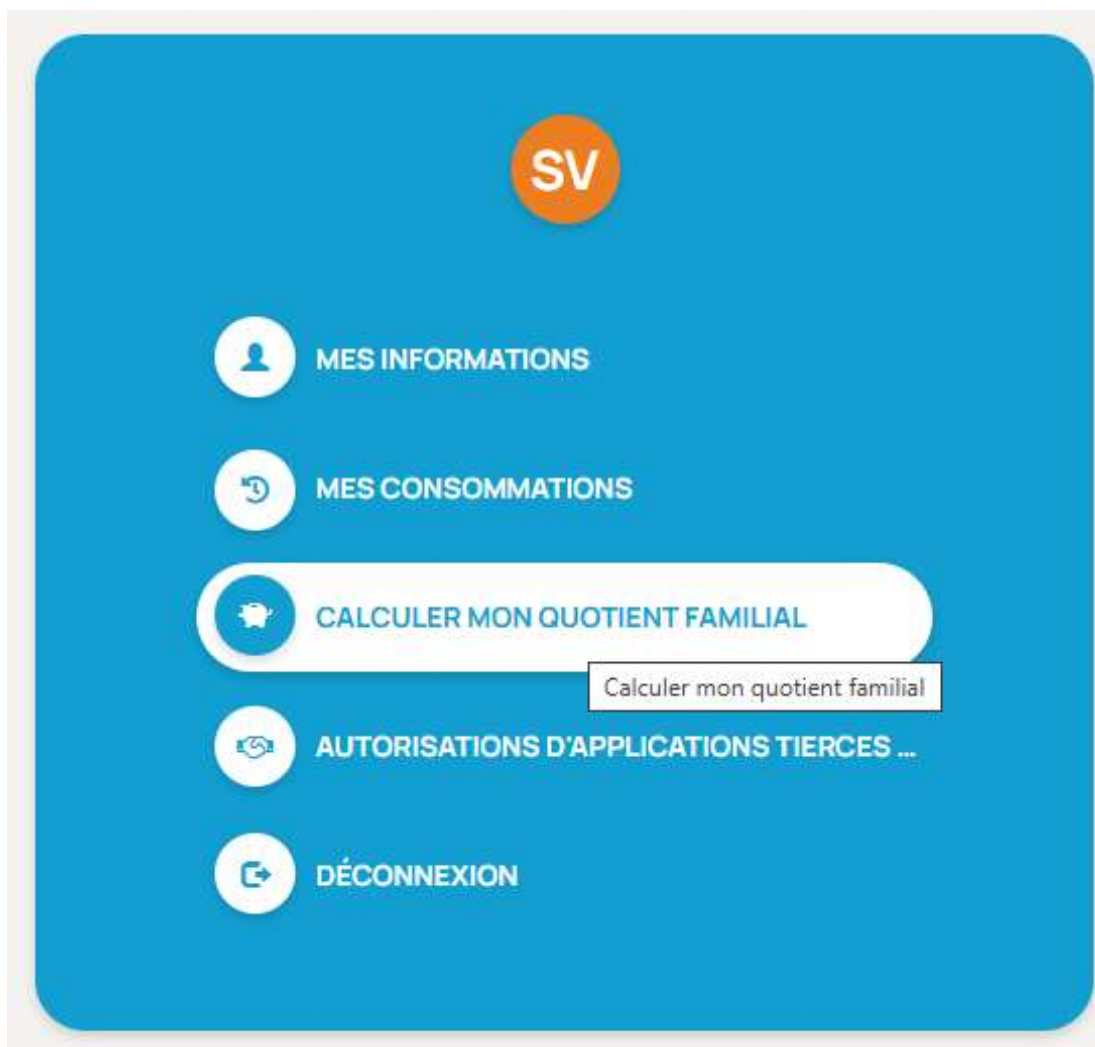 SV
MES INFORMATIONS
MES CONSOMMATIONS
CALCULER MON QUOTIENT FAMILIAL
Calculer mon quotient familial
AUTORISATIONS D'APPLICATIONS TIERCES ...
DÉCONNEXION